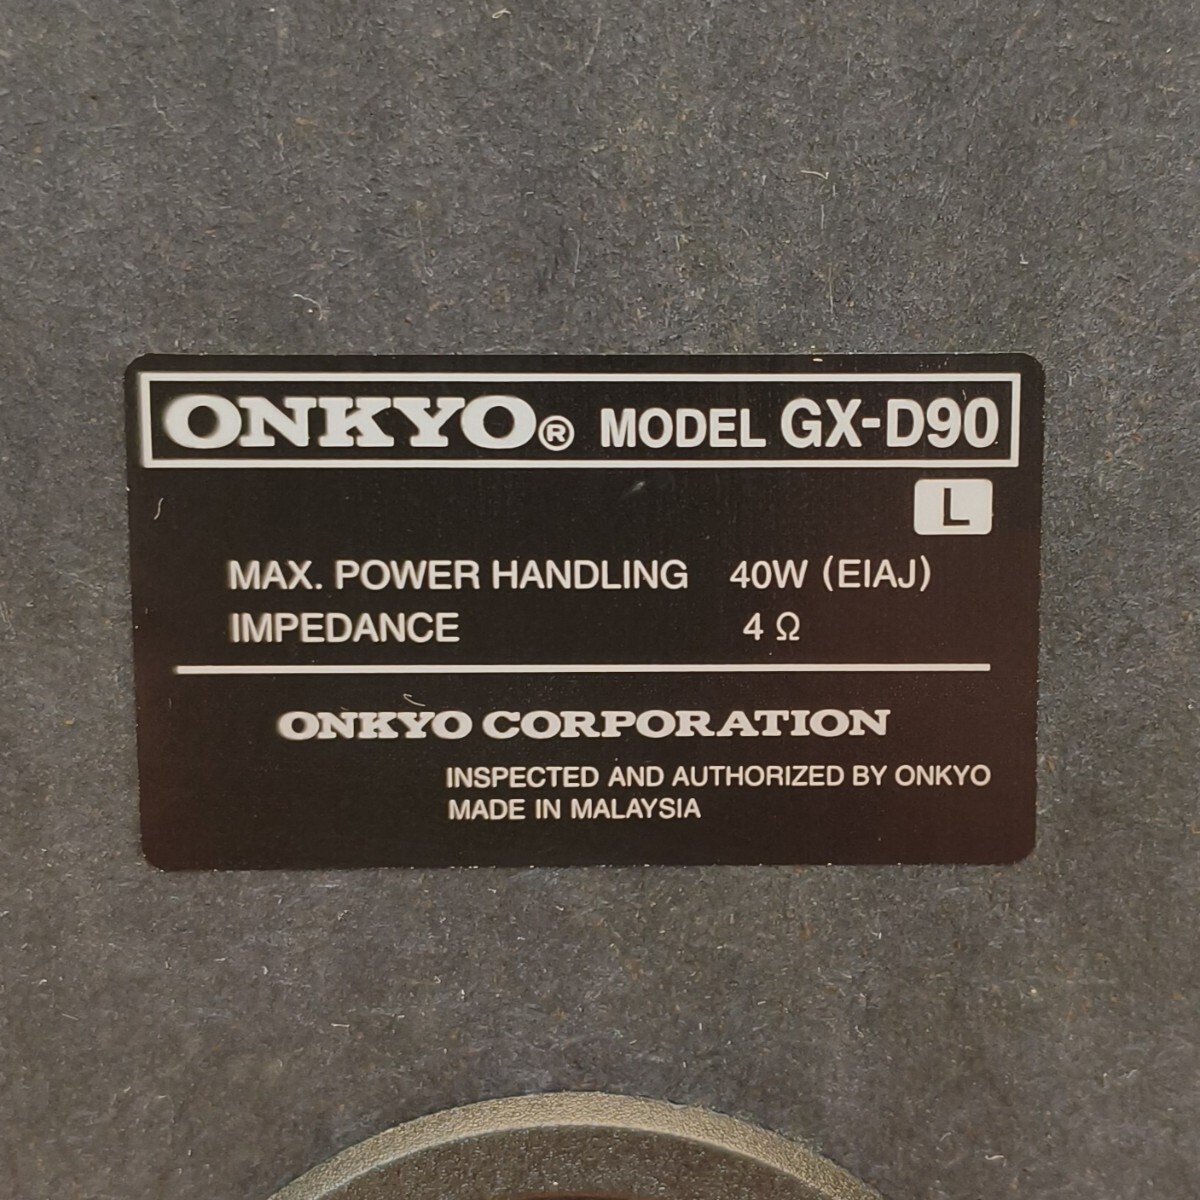 ONKYO® MODEL GX-D90
L
MAX. POWER HANDLING 40W (EIAJ)
IMPEDANCE 4 Ω
ONKYO CORPORATION
INSPECTED AND AUTHORIZED BY ONKYO
MADE IN MALAYSIA